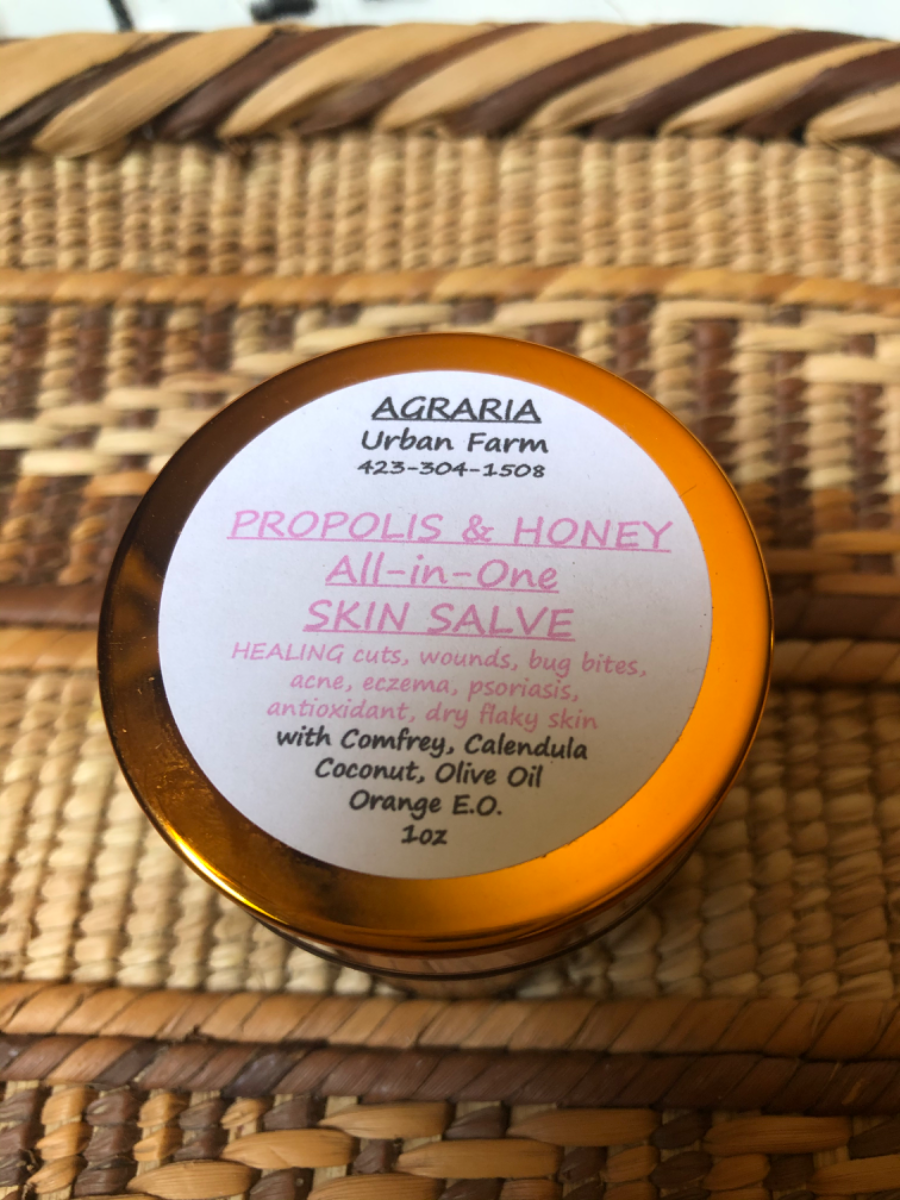 AGRARIA
Urban Farm
423-304-1508
PROPOLIS & HONEY
All-in-One
SKIN SALVE
HEALING cuts, wounds, bug bites,
acne, eczema, psoriasis,
antioxidant, dry flaky skin
with Comfrey, Calendula
Coconut, Olive Oil
Orange E.O.
1oz